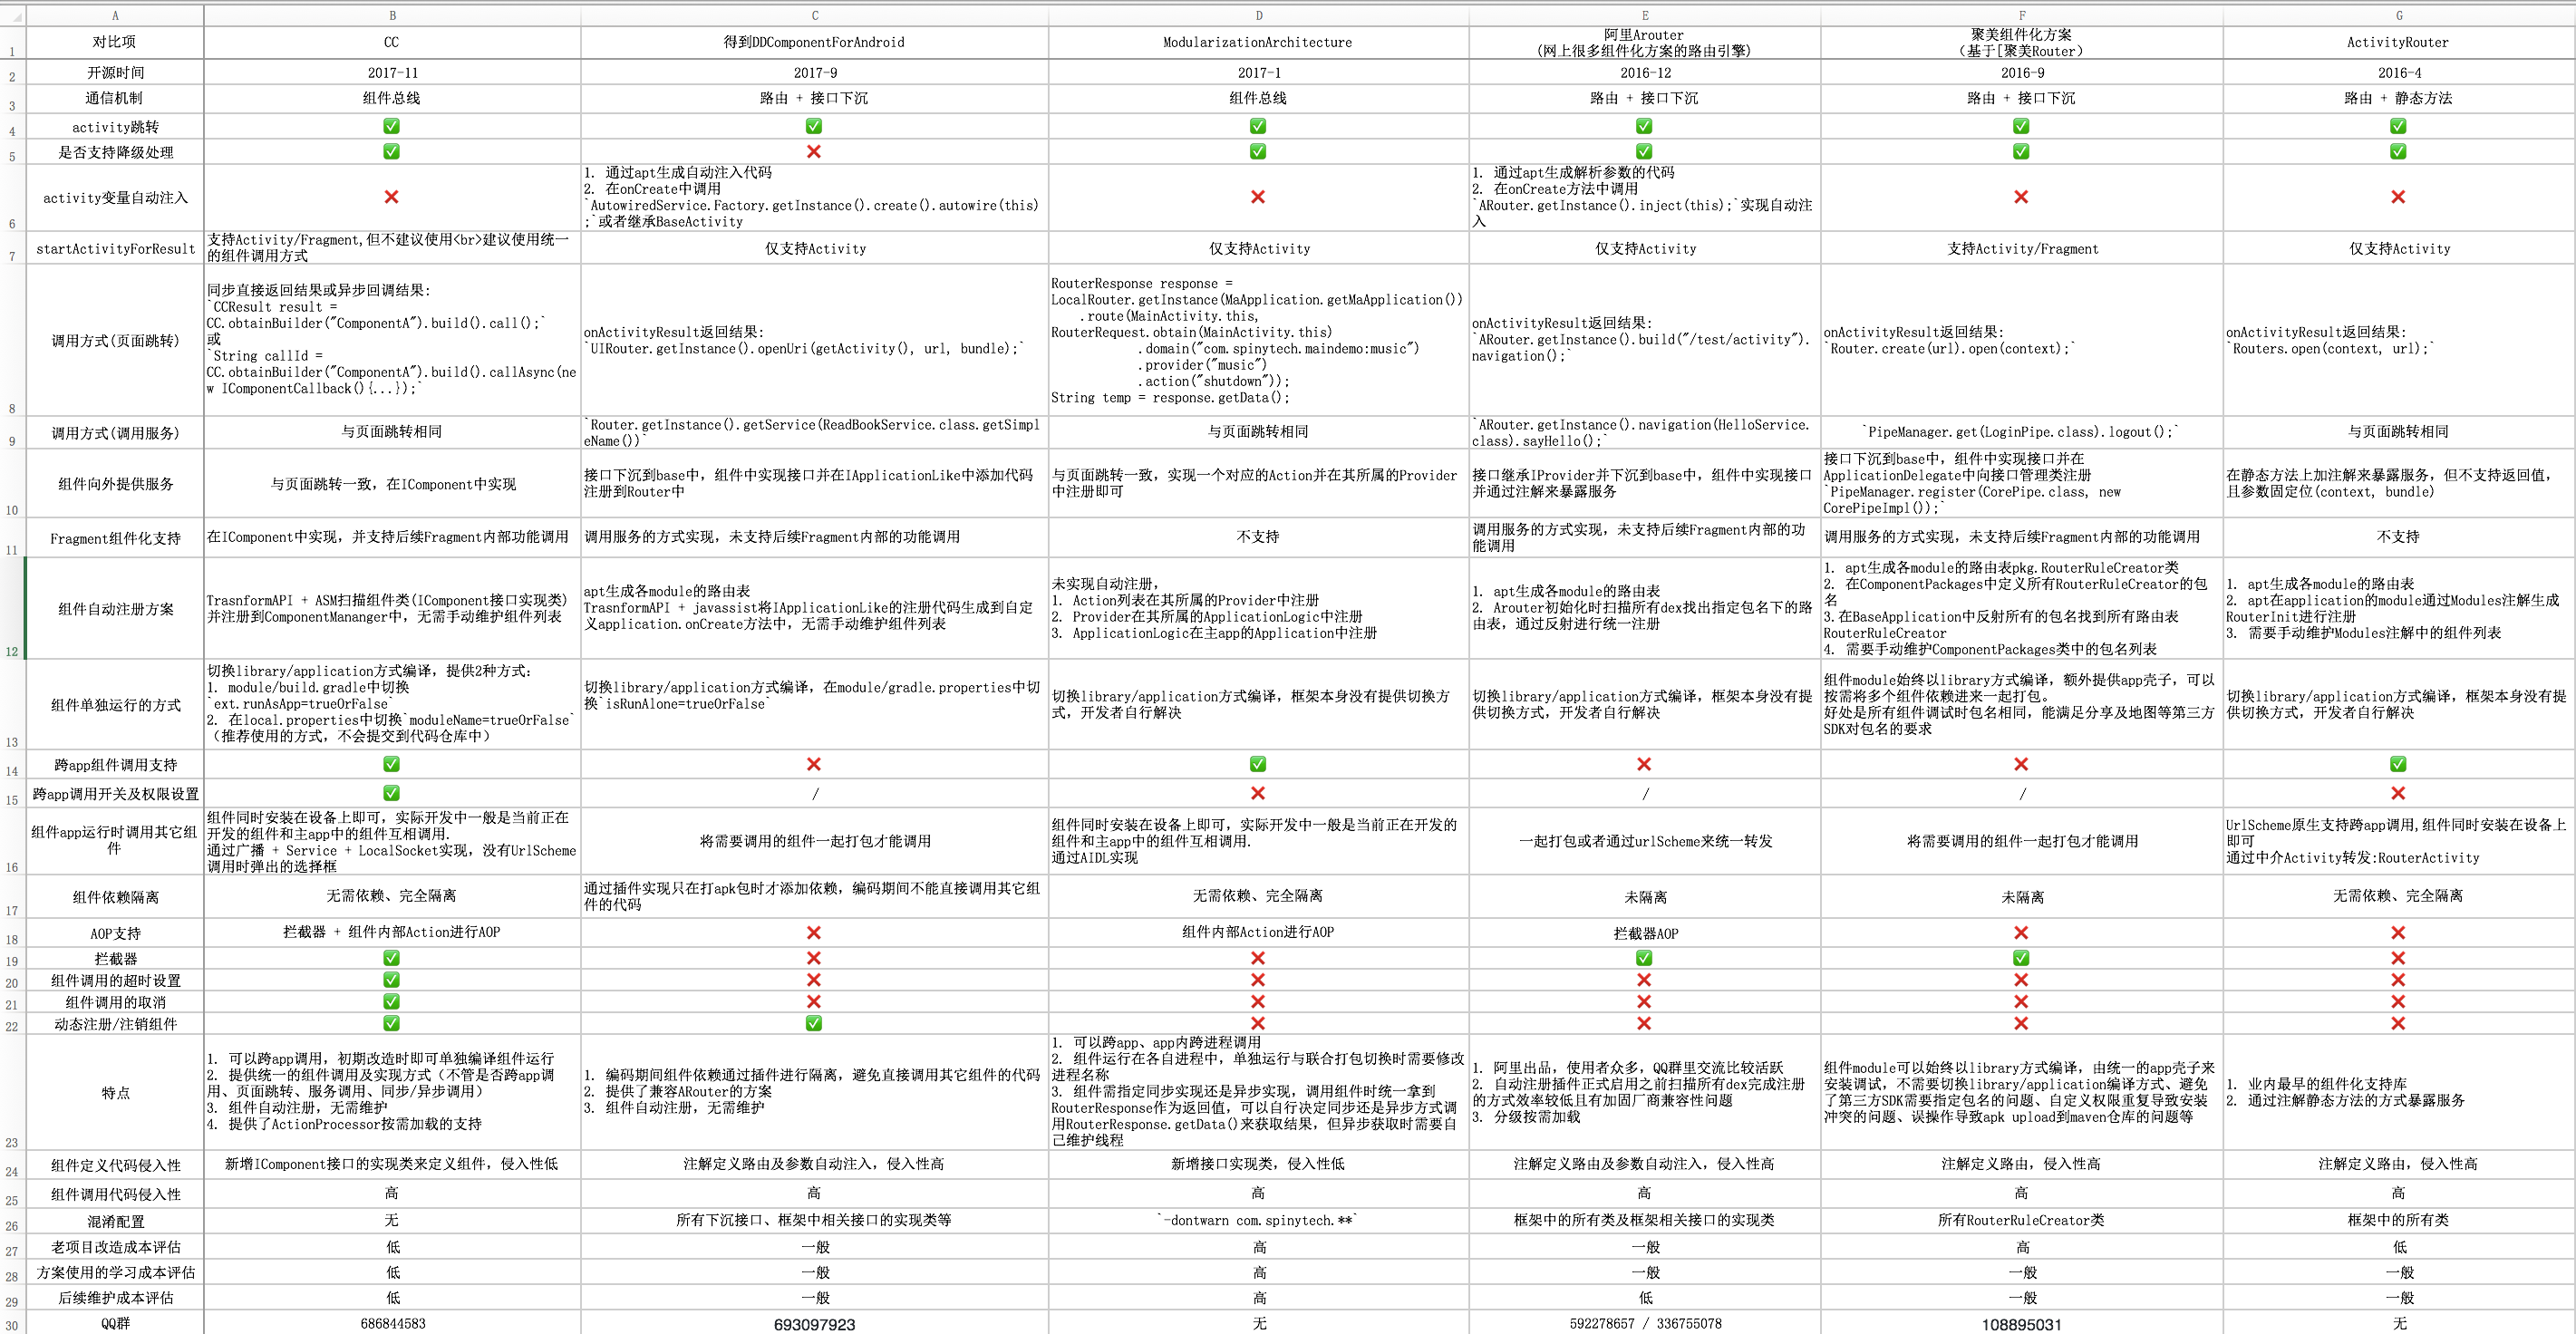 A B C D E F G
1 对比项 CC 得到DDComponentForAndroid ModularizationArchitecture 阿里Arouter
(网上很多组件化方案的路由引擎) 聚美组件化方案
(基于[聚美Router) ActivityRouter
2 开源时间 2017-11 2017-9 2017-1 2016-12 2016-9 2016-4
3 通信机制 组件总线 路由 + 接口下沉 组件总线 路由 + 接口下沉 路由 + 接口下沉 路由 + 静态方法
4 activity跳转 ✅ ✅ ✅ ✅ ✅ ✅
5 是否支持降级处理 ✅ ❌ ✅ ✅ ✅ ✅
6 activity变量自动注入 ❌
1. 通过apt生成自动注入代码
2. 在onCreate中调用
`AutowiredService.Factory.getInstance().create().autowire(this)
;`或者继承BaseActivity
❌
1. 通过apt生成解析参数的代码
2. 在onCreate方法中调用
`ARouter.getInstance().inject(this);`实现自动注
入
❌ ❌
7 startActivityForResult
支持Activity/Fragment,但不建议使用<br>建议使用统一
的组件调用方式
仅支持Activity 仅支持Activity 仅支持Activity 支持Activity/Fragment 仅支持Activity
8 调用方式(页面跳转)
同步直接返回结果或异步回调结果:
`CCResult result =
CC.obtainBuilder("ComponentA").build().call();`
或
`String callId =
CC.obtainBuilder("ComponentA").build().callAsync(ne
w IComponentCallback(){...});`
onActivityResult返回结果:
`UIRouter.getInstance().openUri(getActivity(), url, bundle);`
RouterResponse response =
LocalRouter.getInstance(MaApplication.getMaApplication())
.route(MainActivity.this,
RouterRequest.obtain(MainActivity.this)
.domain("com.spinytech.maindemo:music")
.provider("music")
.action("shutdown"));
String temp = response.getData();
onActivityResult返回结果:
`ARouter.getInstance().build("/test/activity").
navigation();`
onActivityResult返回结果:
`Router.create(url).open(context);`
onActivityResult返回结果:
`Routers.open(context, url);`
9 调用方式(调用服务) 与页面跳转相同
`Router.getInstance().getService(ReadBookService.class.getSimpl
eName())`
与页面跳转相同
`ARouter.getInstance().navigation(HelloService.
class).sayHello();`
`PipeManager.get(LoginPipe.class).logout();`
与页面跳转相同
10 组件向外提供服务 与页面跳转一致，在IComponent中实现
接口下沉到base中，组件中实现接口并在IApplicationLike中添加代码
注册到Router中
与页面跳转一致，实现一个对应的Action并在其所属的Provider
中注册即可
接口继承IProvider并下沉到base中，组件中实现接口
并通过注解来暴露服务
接口下沉到base中，组件中实现接口并在
ApplicationDelegate中向接口管理类注册
`PipeManager.register(CorePipe.class, new
CorePipeImpl());`
在静态方法上加注解来暴露服务，但不支持返回值，
且参数固定位(context, bundle)
11 Fragment组件化支持 在IComponent中实现，并支持后续Fragment内部功能调用 调用服务的方式实现，未支持后续Fragment内部的功能调用 不支持
调用服务的方式实现，未支持后续Fragment内部的功
能调用
调用服务的方式实现，未支持后续Fragment内部的功能调用 不支持
12 组件自动注册方案
TrasnformAPI + ASM扫描组件类(IComponent接口实现类)
并注册到ComponentMananger中，无需手动维护组件列表
apt生成各module的路由表
TrasnformAPI + javassist将IApplicationLike的注册代码生成到自定
义application.onCreate方法中，无需手动维护组件列表
未实现自动注册，
1. Action列表在其所属的Provider中注册
2. Provider在其所属的ApplicationLogic中注册
3. ApplicationLogic在主app的Application中注册
1. apt生成各module的路由表
2. Arouter初始化时扫描所有dex找出指定包名下的路
由表，通过反射进行统一注册
1. apt生成各module的路由表pkg.RouterRuleCreator类
2. 在ComponentPackages中定义所有RouterRuleCreator的包
名
3.在BaseApplication中反射所有的包名找到所有路由表
RouterRuleCreator
4. 需要手动维护ComponentPackages类中的包名列表
1. apt生成各module的路由表
2. apt在application的module通过Modules注解生成
RouterInit进行注册
3. 需要手动维护Modules注解中的组件列表
13 组件单独运行的方式
切换library/application方式编译，提供2种方式:
1. module/build.gradle中切换
`ext.runAsApp=trueOrFalse`
2. 在local.properties中切换`moduleName=trueOrFalse`
（推荐使用的方式，不会提交到代码仓库中）
切换library/application方式编译，在module/gradle.properties中切
换`isRunAlone=trueOrFalse`
切换library/application方式编译，框架本身没有提供切换方
式，开发者自行解决
切换library/application方式编译，框架本身没有提
供切换方式，开发者自行解决
组件module始终以library方式编译，额外提供app壳子，可以
按需将多个组件依赖进来一起打包。
好处是所有组件调试时包名相同，能满足分享及地图等第三方
SDK对包名的要求
切换library/application方式编译，框架本身没有提
供切换方式，开发者自行解决
14 跨app组件调用支持 ✅ ❌ ✅ ❌ ❌ ✅
15 跨app调用开关及权限设置 ✅ / ❌ / / ❌
16 组件app运行时调用其它组
件
组件同时安装在设备上即可，实际开发中一般是当前正在
开发的组件和主app中的组件互相调用.
通过广播 + Service + LocalSocket实现，没有UrlScheme
调用时弹出的选择框
将需要调用的组件一起打包才能调用
组件同时安装在设备上即可，实际开发中一般是当前正在开发的
组件和主app中的组件互相调用.
通过AIDL实现
一起打包或者通过urlScheme来统一转发
将需要调用的组件一起打包才能调用
UrlScheme原生支持跨app调用,组件同时安装在设备上
即可
通过中介Activity转发:RouterActivity
17 组件依赖隔离 无需依赖、完全隔离
通过插件实现只在打apk包时才添加依赖，编码期间不能直接调用其它组
件的代码
无需依赖、完全隔离 未隔离 未隔离 无需依赖、完全隔离
18 AOP支持 拦截器 + 组件内部Action进行AOP ❌ 组件内部Action进行AOP 拦截器AOP ❌ ❌
19 拦截器 ✅ ❌ ❌ ✅ ✅ ❌
20 组件调用的超时设置 ✅ ❌ ❌ ❌ ❌ ❌
21 组件调用的取消 ✅ ❌ ❌ ❌ ❌ ❌
22 动态注册/注销组件 ✅ ✅ ❌ ❌ ❌ ❌
23 特点
1. 可以跨app调用，初期改造时即可单独编译组件运行
2. 提供统一的组件调用及实现方式（不管是否跨app调
用、页面跳转、服务调用、同步/异步调用）
3. 组件自动注册，无需维护
4. 提供了ActionProcessor按需加载的支持
1. 编码期间组件依赖通过插件进行隔离，避免直接调用其它组件的代码
2. 提供了兼容ARouter的方案
3. 组件自动注册，无需维护
1. 可以跨app、app内跨进程调用
2. 组件运行在各自进程中，单独运行与联合打包切换时需要修改
进程名称
3. 组件需指定同步实现还是异步实现，调用组件时统一拿到
RouterResponse作为返回值，可以自行决定同步还是异步方式调
用RouterResponse.getData()来获取结果，但异步获取时需要自
己维护线程
1. 阿里出品，使用者众多，QQ群里交流比较活跃
2. 自动注册插件正式启用之前扫描所有dex完成注册
的方式效率较低且有加固厂商兼容性问题
3. 分级按需加载
组件module可以始终以library方式编译，由统一的app壳子来
安装调试，不需要切换library/application编译方式、避免
了第三方SDK需要指定包名的问题、自定义权限重复导致安装
冲突的问题、误操作导致apk upload到maven仓库的问题等
1. 业内最早的组件化支持库
2. 通过注解静态方法的方式暴露服务
24 组件定义代码侵入性 新增IComponent接口的实现类来定义组件，侵入性低 注解定义路由及参数自动注入，侵入性高 新增接口实现类，侵入性低 注解定义路由及参数自动注入，侵入性高 注解定义路由，侵入性高 注解定义路由，侵入性高
25 组件调用代码侵入性 高 高 高 高 高 高
26 混淆配置 无 所有下沉接口、框架中相关接口的实现类等 `-dontwarn com.spinytech.**` 框架中的所有类及框架相关接口的实现类 所有RouterRuleCreator类 框架中的所有类
27 老项目改造成本评估 低 一般 高 一般 高 低
28 方案使用的学习成本评估 低 一般 高 一般 一般 一般
29 后续维护成本评估 低 一般 高 低 一般 一般
30 QQ群 686844583 693097923 无 592278657 / 336755078 108895031 无